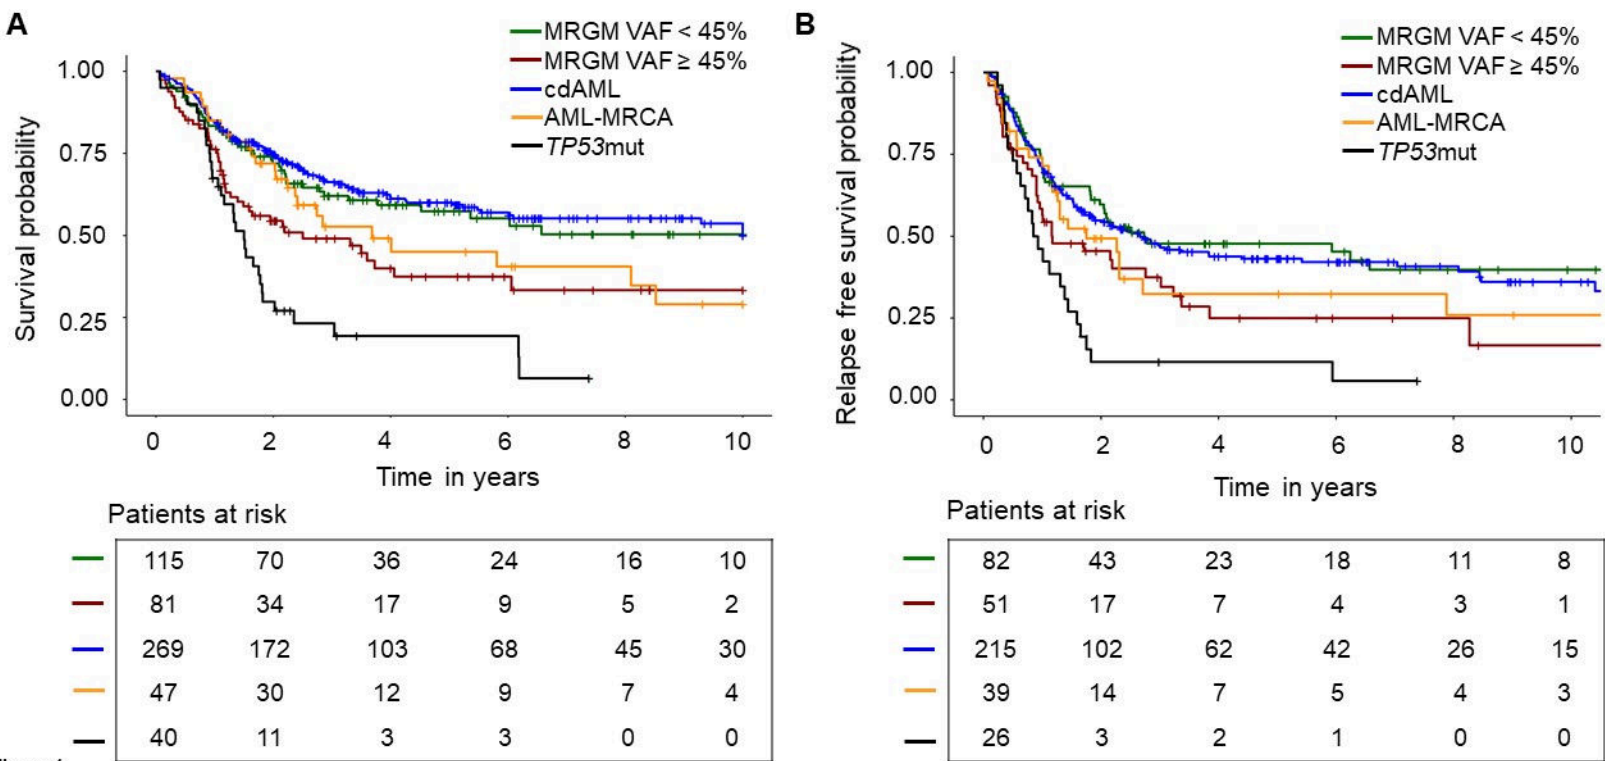 A
MRGM VAF < 45%
MRGM VAF ≥ 45%
cdAML
AML-MRCA
TP53mut
Survival probability
1.00
0.75
0.50
0.25
0.00
0 2 4 6 8 10
Time in years
Patients at risk
115 70 36 24 16 10
81 34 17 9 5 2
269 172 103 68 45 30
47 30 12 9 7 4
40 11 3 3 0 0
B
MRGM VAF < 45%
MRGM VAF ≥ 45%
cdAML
AML-MRCA
TP53mut
Relapse free survival probability
1.00
0.75
0.50
0.25
0.00
0 2 4 6 8 10
Time in years
Patients at risk
82 43 23 18 11 8
51 17 7 4 3 1
215 102 62 42 26 15
39 14 7 5 4 3
26 3 2 1 0 0